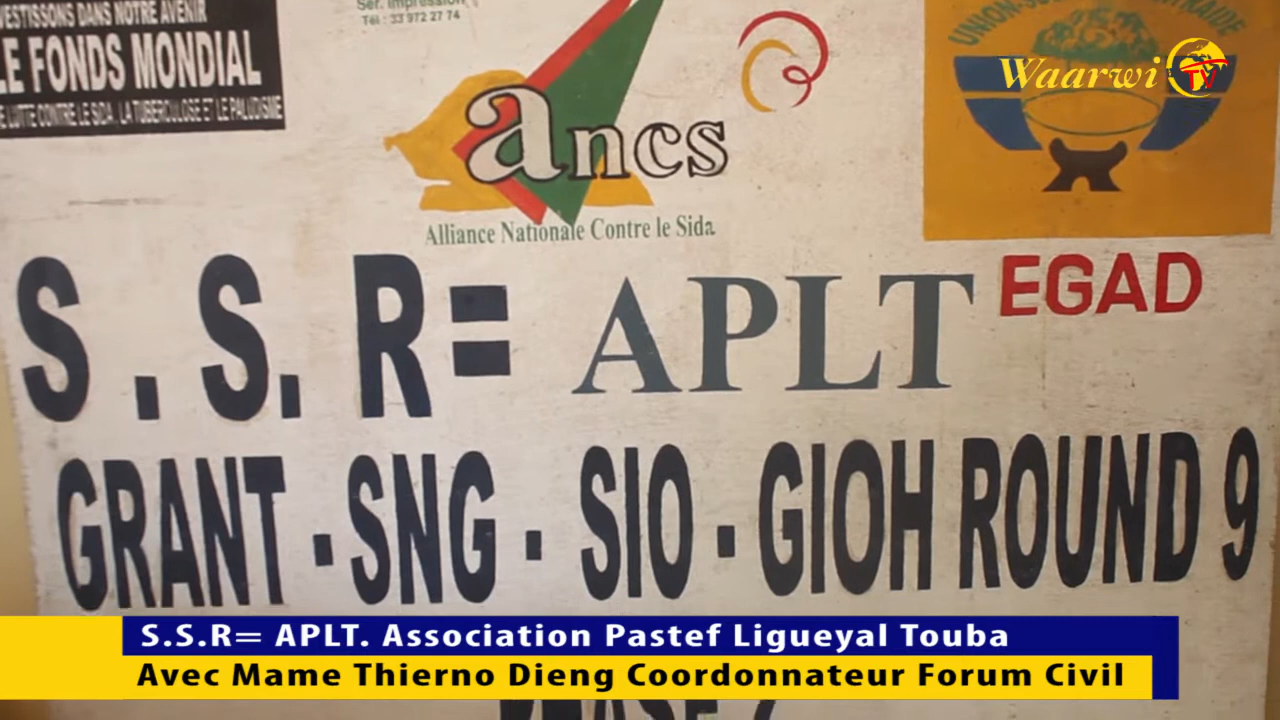 VESTISSONS DANS NOTRE AVENIR
LE FONDS MONDIAL
LUTTE CONTRE LE SIDA, LA TUBERCULOSE ET LE PALUDISME
Ser. Impression
Tél : 33 972 27 74
ancs
Alliance Nationale Contre le Sida
Waarwi TV
S.S.R= APLT EGAD
GRANT - SNG - SIO - GIOH ROUND 9
S.S.R= APLT. Association Pastef Ligueyal Touba
Avec Mame Thierno Dieng Coordonnateur Forum Civil